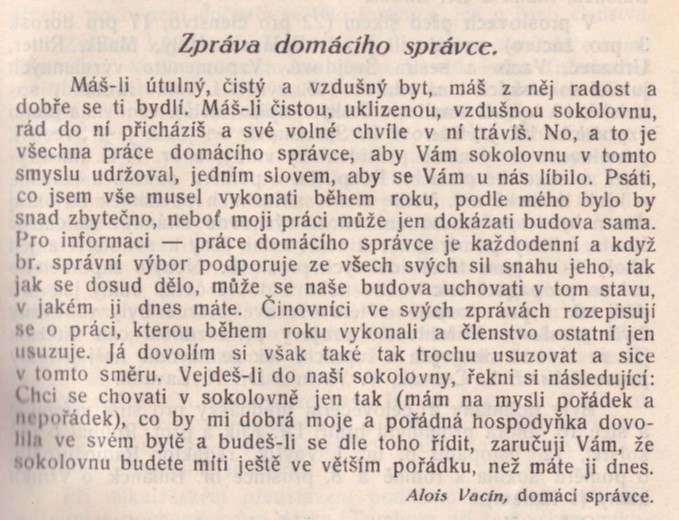 Zpráva domácího správce.
Máš-li útulný, čistý a vzdušný byt, máš z něj radost a
dobře se ti bydlí. Máš-li čistou, uklizenou, vzdušnou sokolovnu,
rád do ní přicházíš a své volné chvíle v ní trávíš. No, a to je
všechna práce domácího správce, aby Vám sokolovnu v tomto
smyslu udržoval, jedním slovem, aby se Vám u nás líbilo. Psáti,
co jsem vše musel vykonati během roku, podle mého bylo by
snad zbytečno, neboť moji práci může jen dokázati budova sama.
Pro informaci — práce domácího správce je každodenní a když
br. správní výbor podporuje ze všech svých sil snahu jeho, tak
jak se dosud dělo, může se naše budova uchovati v tom stavu,
v jakém ji dnes máte. Činovníci ve svých zprávách rozepisují
se o práci, kterou během roku vykonali a členstvo ostatní jen
usuzuje. Já dovolím si však také tak trochu usuzovat a sice
v tomto směru. Vejdeš-li do naší sokolovny, řekni si následující:
Chci se chovati v sokolovně jen tak (mám na mysli pořádek a
nepořádek), co by mi dobrá moje a pořádná hospodyňka dovo-
lila ve svém bytě a budeš-li se dle toho řídit, zaručuji Vám, že
sokolovnu budete míti ještě ve větším pořádku, než máte ji dnes.
Alois Vacín, domácí správce.